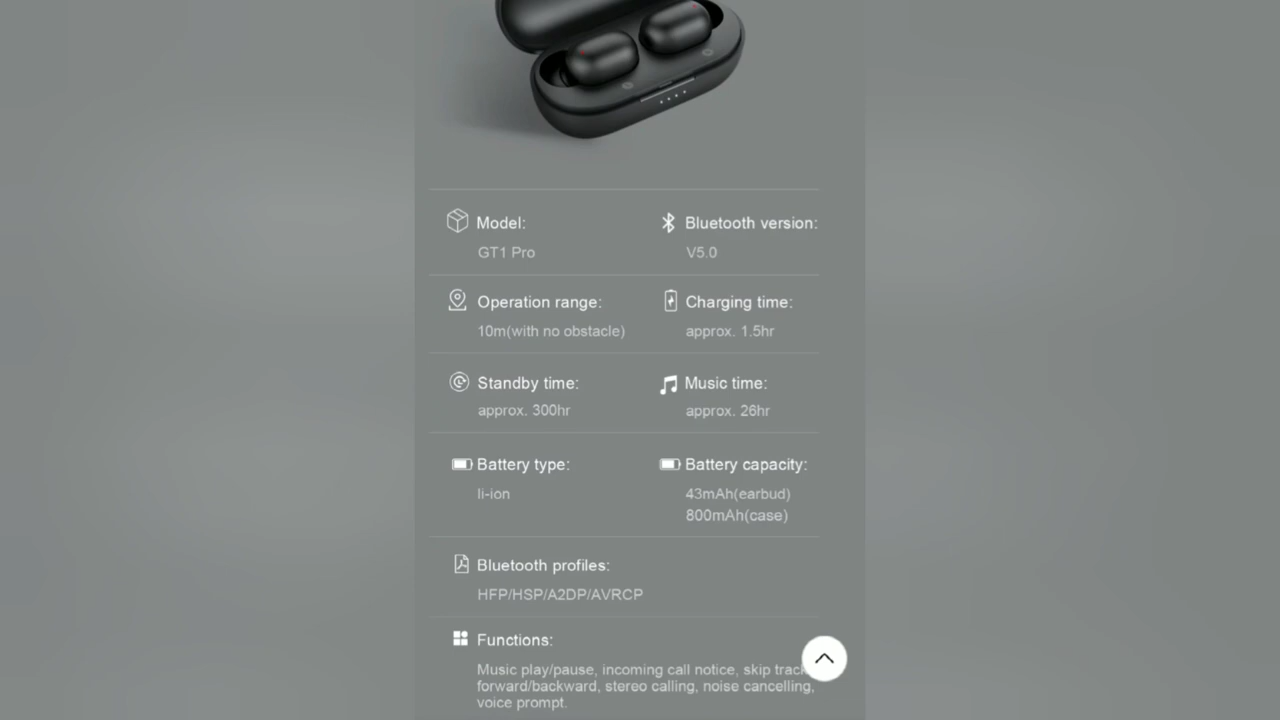 Model:
GT1 Pro
Bluetooth version:
V5.0
Operation range:
10m(with no obstacle)
Charging time:
approx. 1.5hr
Standby time:
approx. 300hr
Music time:
approx. 26hr
Battery type:
li-ion
Battery capacity:
43mAh(earbud)
800mAh(case)
Bluetooth profiles:
HFP/HSP/A2DP/AVRCP
Functions:
Music play/pause, incoming call notice, skip track
forward/backward, stereo calling, noise cancelling,
voice prompt.